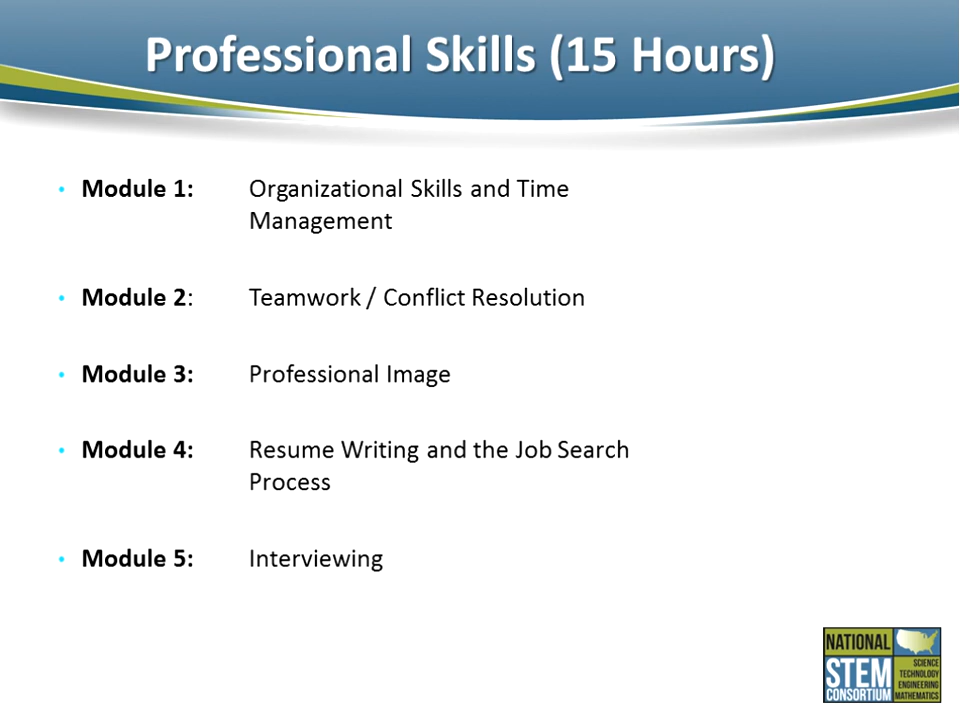 Professional Skills (15 Hours)
• Module 1: Organizational Skills and Time
Management
• Module 2: Teamwork / Conflict Resolution
• Module 3: Professional Image
• Module 4: Resume Writing and the Job Search
Process
• Module 5: Interviewing
NATIONAL
STEM
CONSORTIUM
SCIENCE
TECHNOLOGY
ENGINEERING
MATHEMATICS